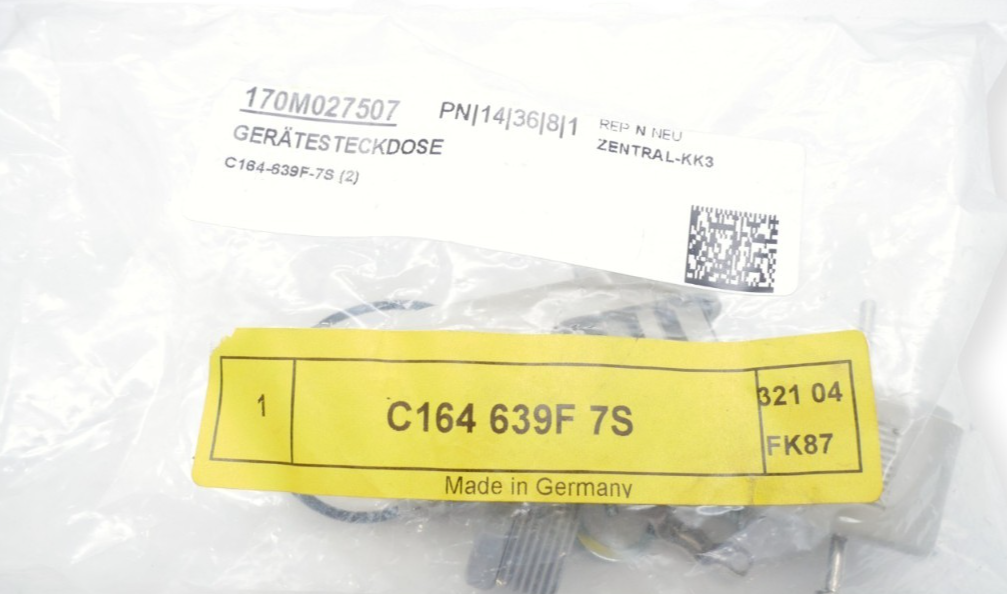 170M027507 PN|14|36|8|1 REP N NEU
GERÄTESTECKDOSE ZENTRAL-KK3
C164-639F-7S (2)
1 C164 639F 7S 321 04
FK87
Made in Germany